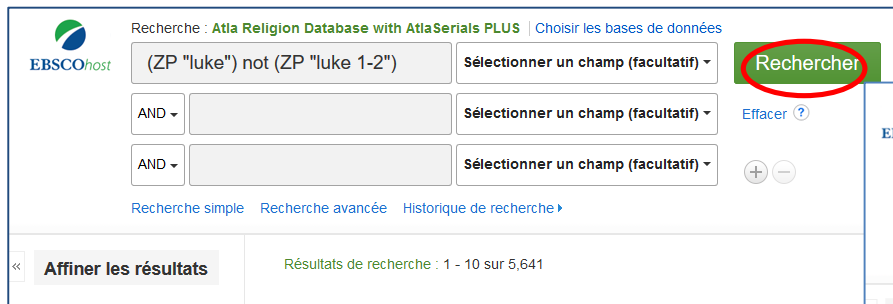 Recherche : Atla Religion Database with AtlaSerials PLUS Choisir les bases de données
EBSCOhost
(ZP "luke") not (ZP "luke 1-2") Sélectionner un champ (facultatif) Rechercher
AND Sélectionner un champ (facultatif) Effacer ?
AND Sélectionner un champ (facultatif)
Recherche simple Recherche avancée Historique de recherche
« Affiner les résultats Résultats de recherche : 1 - 10 sur 5,641